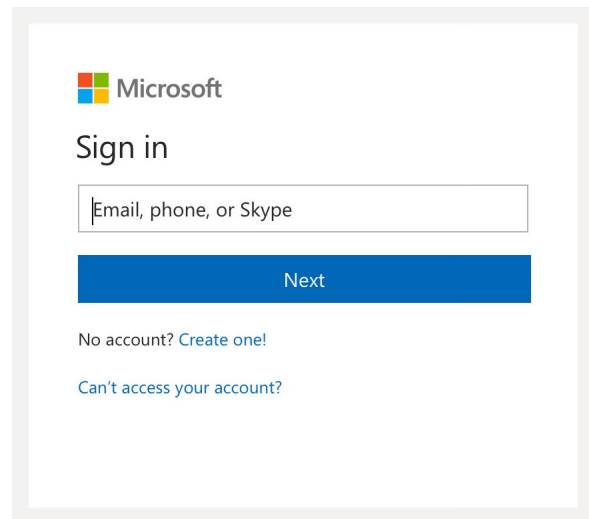 Microsoft
Sign in
Email, phone, or Skype
Next
No account? Create one!
Can't access your account?